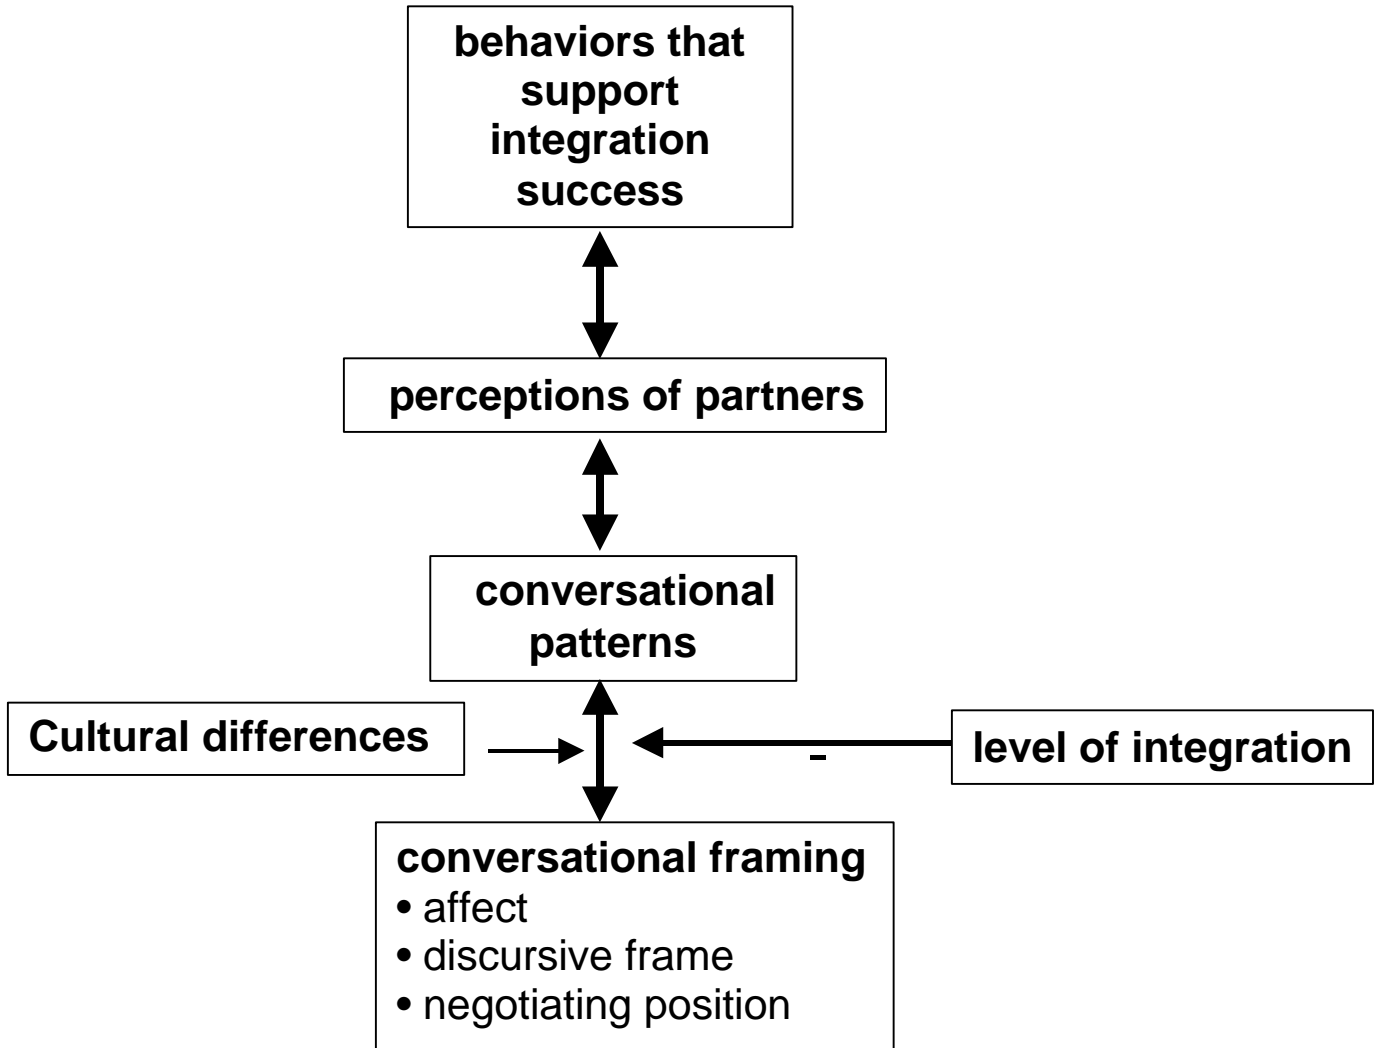 behaviors that
support
integration
success
perceptions of partners
conversational
patterns
Cultural differences
-
level of integration
conversational framing
• affect
• discursive frame
• negotiating position